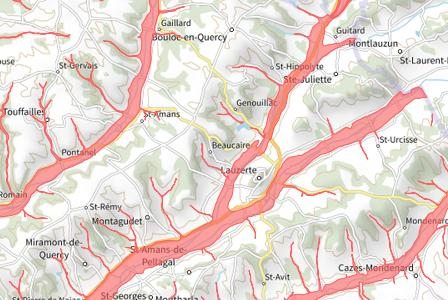 Gaillard
Bouloc-en-Quercy
Guitard
Montlauzun
St-Laurent-
St-Gervais
St-Hippolyte
Ste-Juliette
Genouillac
Touffailles
St-Amans
Pontanel
Beaucaire
St-Urcisse
Lauzerte
Romain
St-Rémy
Montagudet
Miramont-de-
Quercy
St-Amans-de-
Pellagal
Cazes-Mondenard
St-Avit
St-Georges